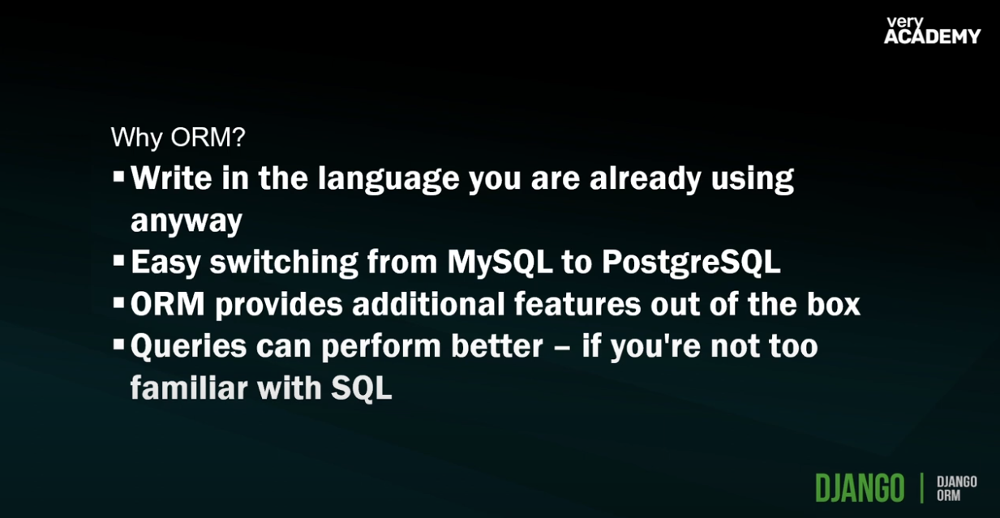 very
ACADEMY
Why ORM?
▪Write in the language you are already using
anyway
▪Easy switching from MySQL to PostgreSQL
▪ORM provides additional features out of the box
▪Queries can perform better – if you're not too
familiar with SQL
DJANGO | DJANGO
ORM